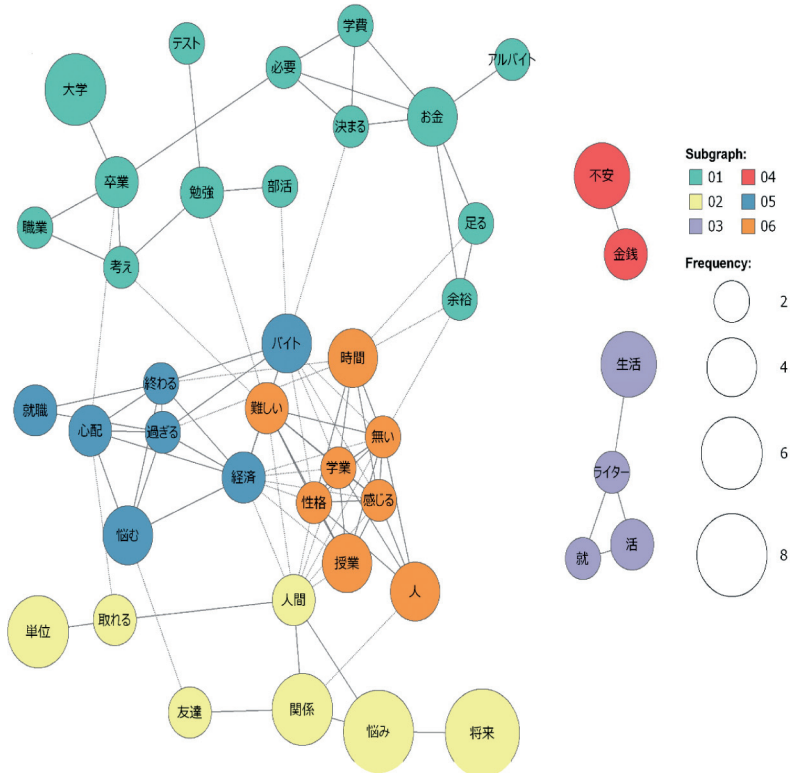 学費
テスト
必要
アルバイト
大学
お金
決まる
卒業
勉強
部活
職業
足る
考え
余裕
バイト
時間
終わる
就職
心配
過ぎる
難しい
無い
経済
学業
性格
感じる
悩む
授業
人
人間
取れる
単位
友達
関係
悩み
将来
不安
金銭
生活
ライター
就
活
Subgraph:
01 04
02 05
03 06
Frequency:
2
4
6
8